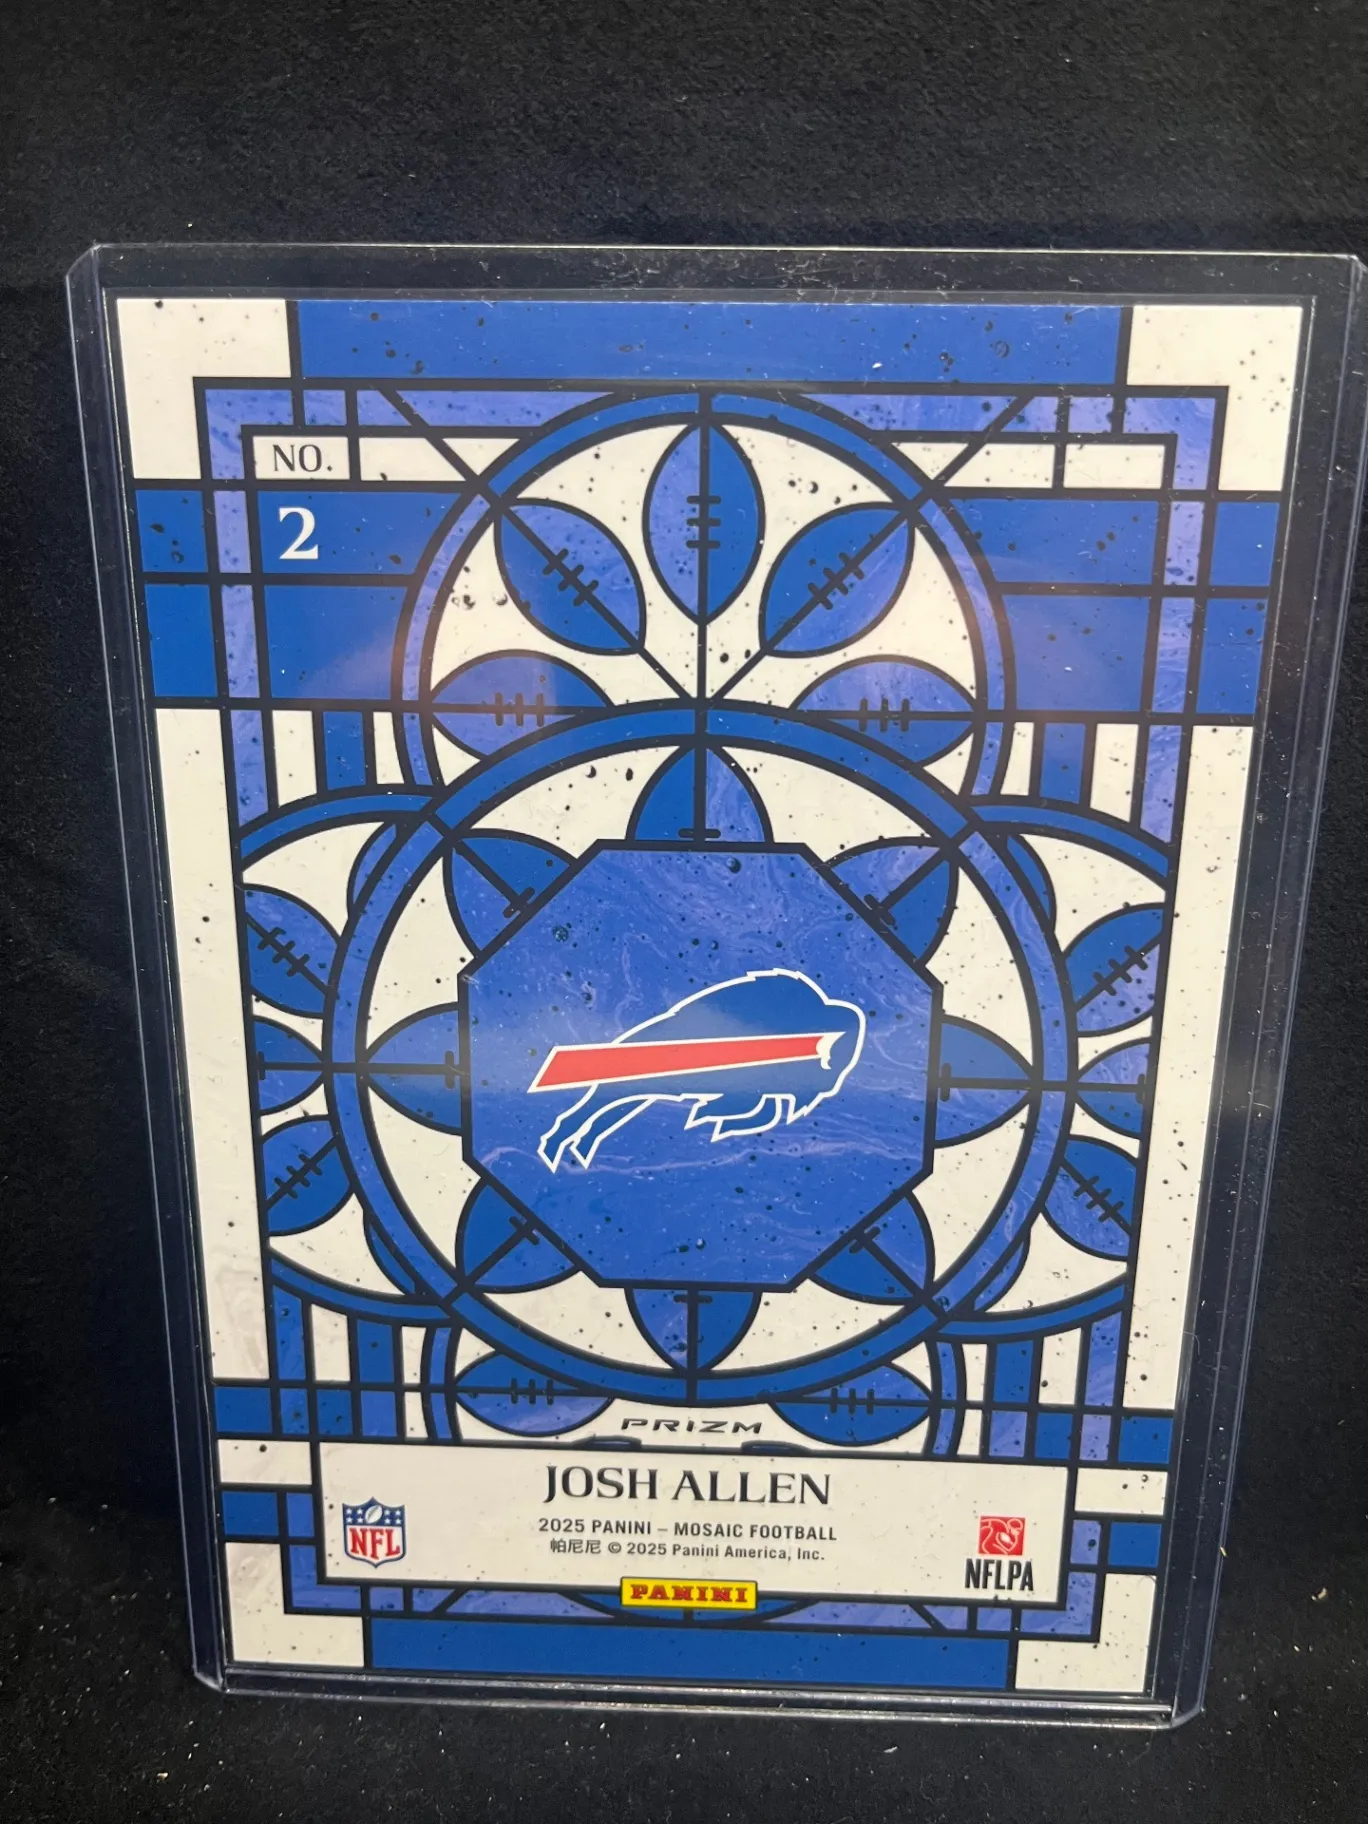 NO.
2
PRIZM
JOSH ALLEN
2025 PANINI – MOSAIC FOOTBALL
帕尼尼 © 2025 Panini America, Inc.
NFL
NFLPA
PANINI